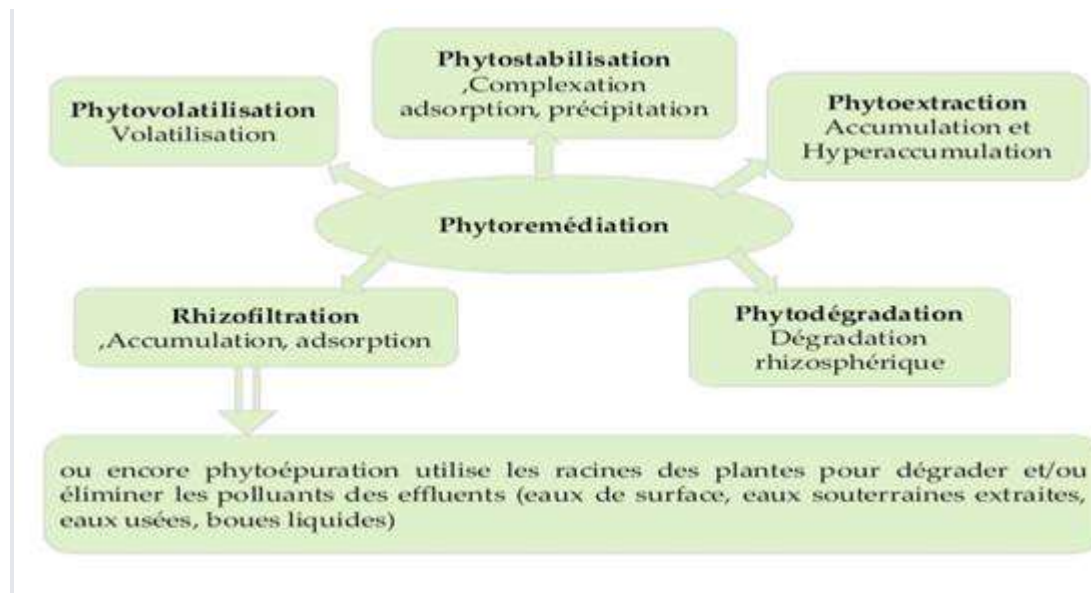 Phytostabilisation
,Complexation
adsorption, précipitation
Phytovolatilisation
Volatilisation
Phytoextraction
Accumulation et
Hyperaccumulation
Phytoremédiation
Rhizofiltration
,Accumulation, adsorption
Phytodégradation
Dégradation
rhizosphérique
ou encore phytoépuration utilise les racines des plantes pour dégrader et/ou
éliminer les polluants des effluents (eaux de surface, eaux souterraines extraites,
eaux usées, boues liquides)